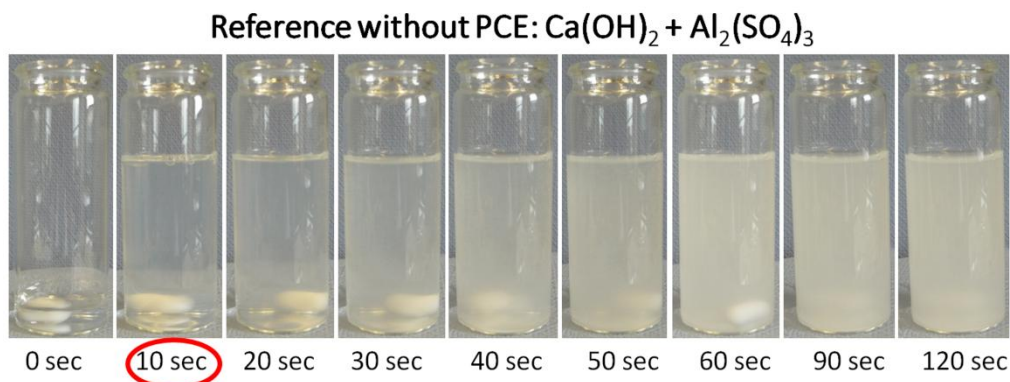 Reference without PCE: Ca(OH)₂ + Al₂(SO₄)₃
0 sec 10 sec 20 sec 30 sec 40 sec 50 sec 60 sec 90 sec 120 sec